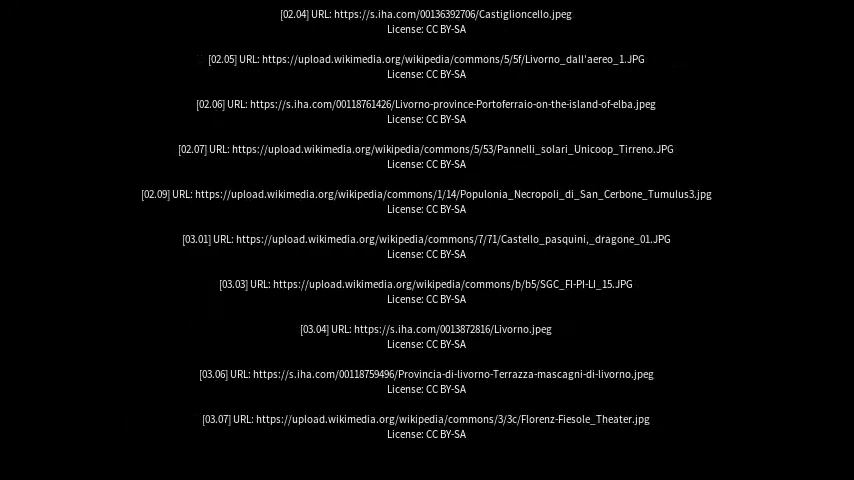 [02.04] URL: https://s.iha.com/00136392706/Castiglioncello.jpeg
License: CC BY-SA
[02.05] URL: https://upload.wikimedia.org/wikipedia/commons/5/5f/Livorno_dall'aereo_1.JPG
License: CC BY-SA
[02.06] URL: https://s.iha.com/00118761426/Livorno-province-Portoferraio-on-the-island-of-elba.jpeg
License: CC BY-SA
[02.07] URL: https://upload.wikimedia.org/wikipedia/commons/5/53/Pannelli_solari_Unicoop_Tirreno.JPG
License: CC BY-SA
[02.09] URL: https://upload.wikimedia.org/wikipedia/commons/1/14/Populonia_Necropoli_di_San_Cerbone_Tumulus3.jpg
License: CC BY-SA
[03.01] URL: https://upload.wikimedia.org/wikipedia/commons/7/71/Castello_pasquini,_dragone_01.JPG
License: CC BY-SA
[03.03] URL: https://upload.wikimedia.org/wikipedia/commons/b/b5/SGC_FI-PI-LI_15.JPG
License: CC BY-SA
[03.04] URL: https://s.iha.com/0013872816/Livorno.jpeg
License: CC BY-SA
[03.06] URL: https://s.iha.com/00118759496/Provincia-di-livorno-Terrazza-mascagni-di-livorno.jpeg
License: CC BY-SA
[03.07] URL: https://upload.wikimedia.org/wikipedia/commons/3/3c/Florenz-Fiesole_Theater.jpg
License: CC BY-SA